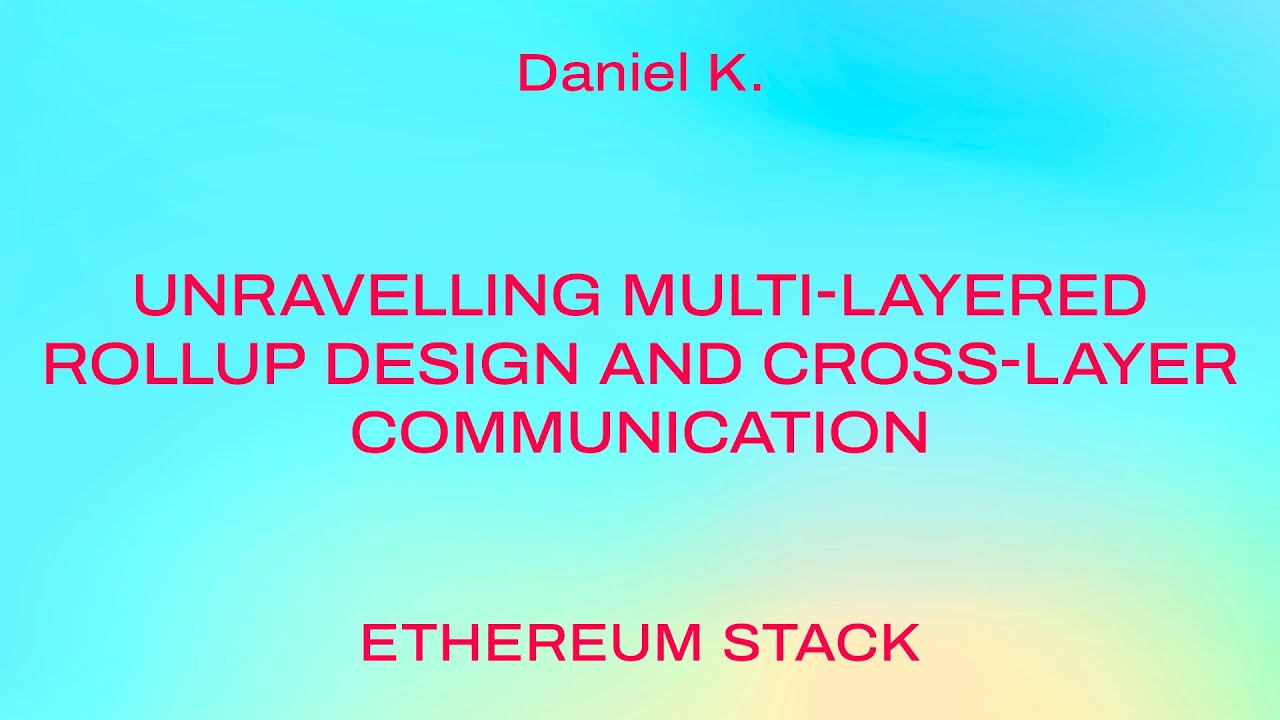 Daniel K.
UNRAVELLING MULTI-LAYERED
ROLLUP DESIGN AND CROSS-LAYER
COMMUNICATION
ETHEREUM STACK